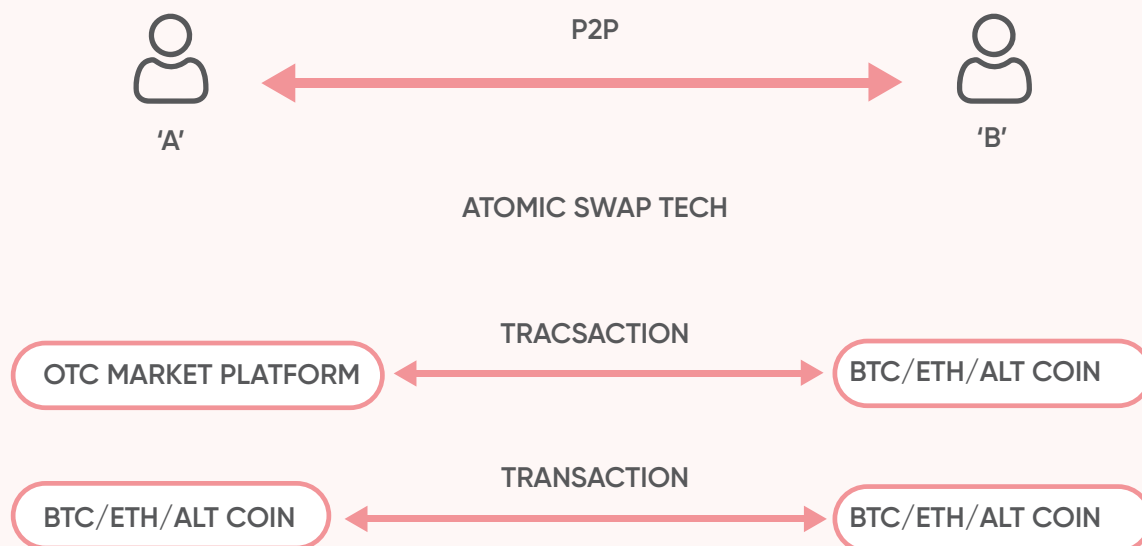 P2P
‘A’
‘B’
ATOMIC SWAP TECH
TRACSACTION
OTC MARKET PLATFORM
BTC/ETH/ALT COIN
TRANSACTION
BTC/ETH/ALT COIN
BTC/ETH/ALT COIN